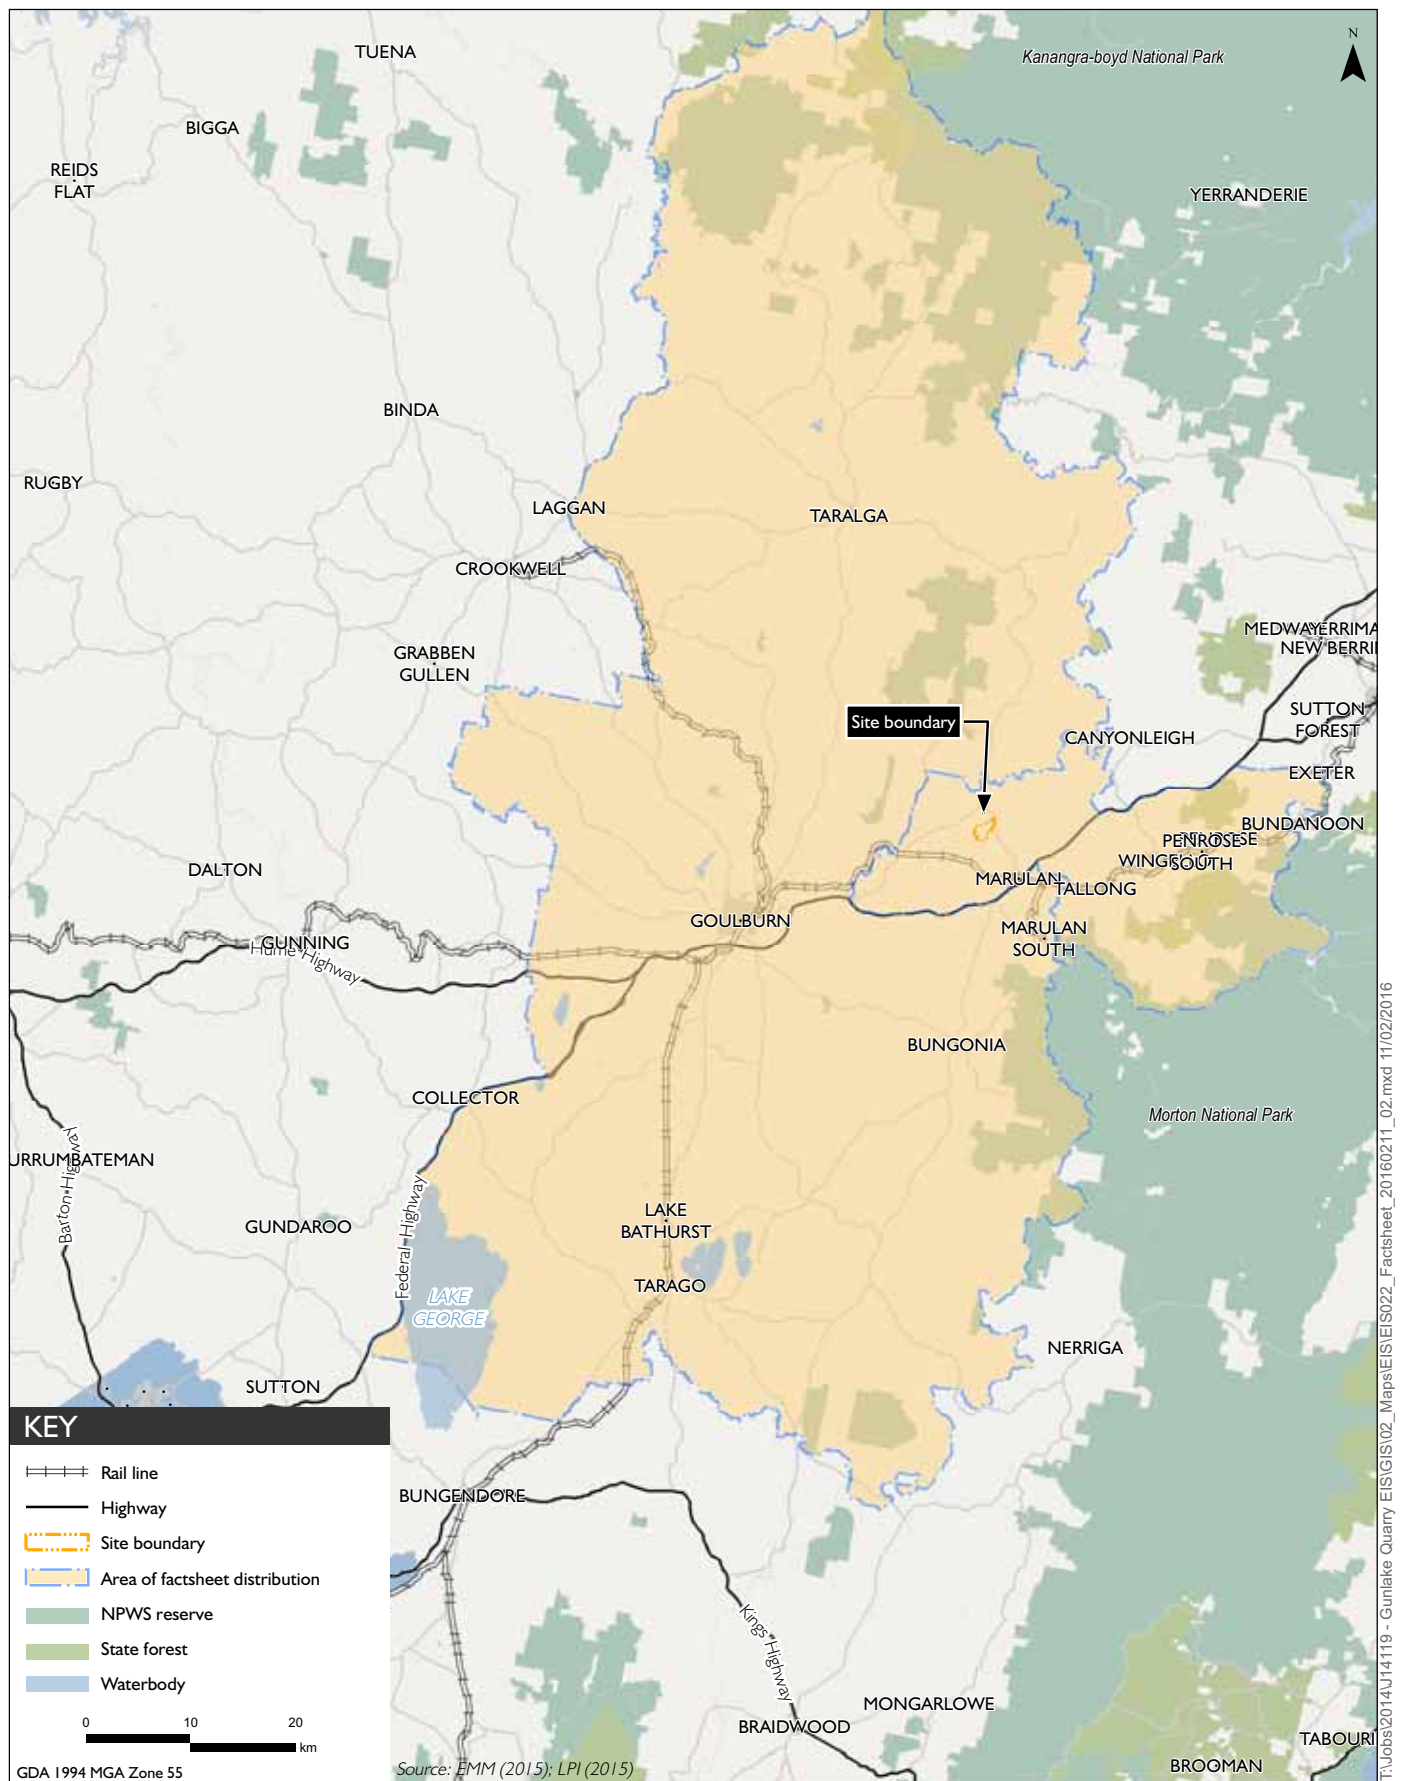 N
TUENA
Kanangra-boyd National Park
BIGGA
REIDS
FLAT
YERRANDERIE
BINDA
RUGBY
LAGGAN
TARALGA
CROOKWELL
GRABBEN
GULLEN
MEDWAY
ERRIMA
NEW BERRI
Site boundary
SUTTON
FOREST
CANYONLEIGH
EXETER
BUNDANOON
PENROSE
SOUTH
DALTON
MARULAN
TALLONG
GOULBURN
MARULAN
SOUTH
GUNNING
Hume Highway
BUNGONIA
COLLECTOR
Morton National Park
URRUMBATEMAN
Barton Highway
GUNDAROO
Federal Highway
LAKE
BATHURST
TARAGO
LAKE
GEORGE
NERRIGA
SUTTON
KEY
Rail line
Highway
Site boundary
Area of factsheet distribution
NPWS reserve
State forest
Waterbody
0 10 20
km
GDA 1994 MGA Zone 55
BUNGENDORE
Kings Highway
MONGARLOWE
BRAIDWOOD
TABOURI
BROOMAN
Source: EMM (2015); LPI (2015)
T:\Jobs\2014\J14119 - Gunlake Quarry EIS\GIS\02_Maps\EIS\EIS022_Factsheet_20160211_02.mxd 11/02/2016